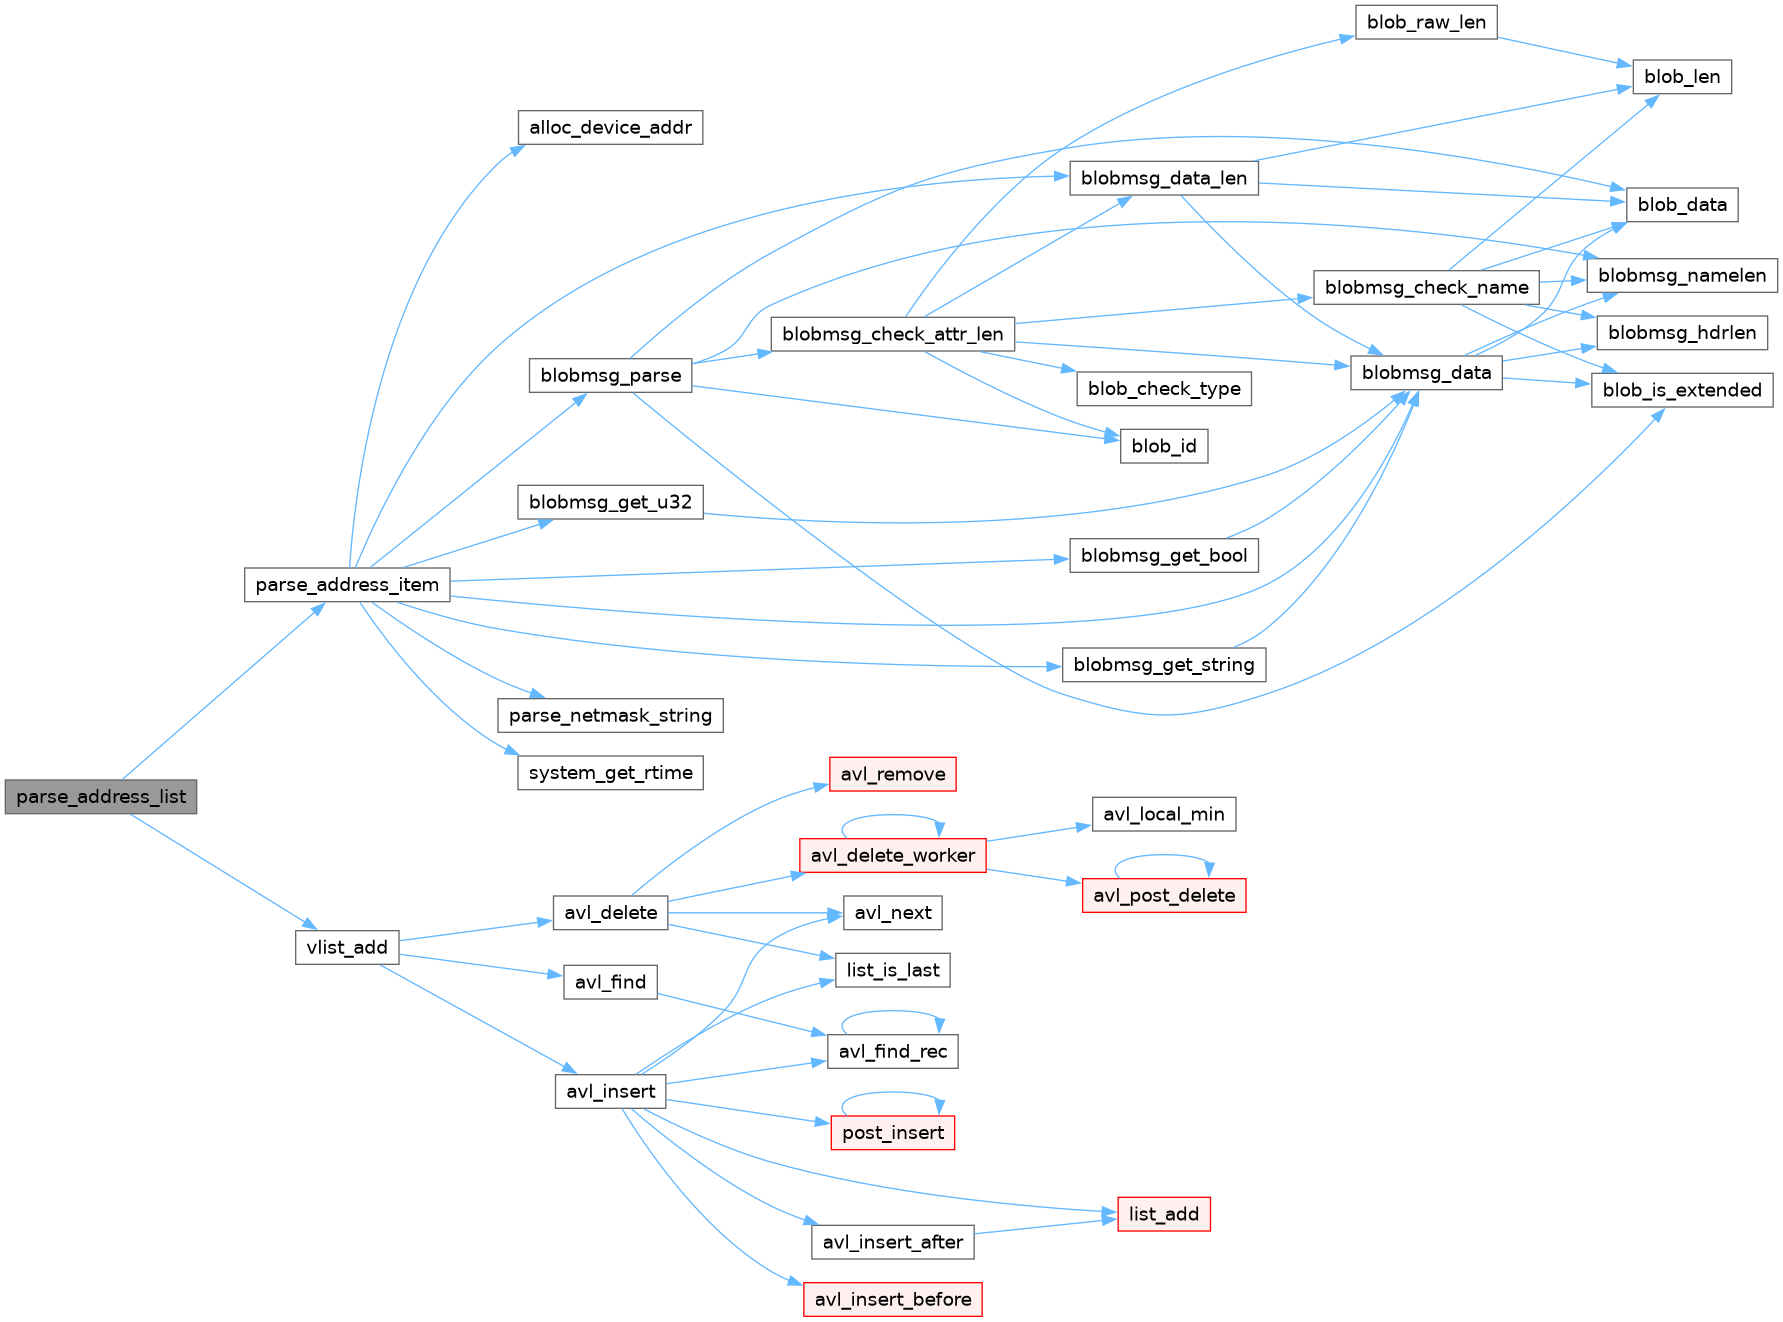 blob_raw_len
blob_len
alloc_device_addr
blobmsg_data_len
blob_data
blobmsg_namelen
blobmsg_check_name
blobmsg_check_attr_len
blobmsg_hdrlen
blobmsg_parse
blobmsg_data
blob_check_type
blob_is_extended
blob_id
blobmsg_get_u32
blobmsg_get_bool
parse_address_item
blobmsg_get_string
parse_netmask_string
system_get_rtime
avl_remove
parse_address_list
avl_local_min
avl_delete_worker
avl_post_delete
avl_delete
avl_next
vlist_add
list_is_last
avl_find
avl_find_rec
avl_insert
post_insert
list_add
avl_insert_after
avl_insert_before